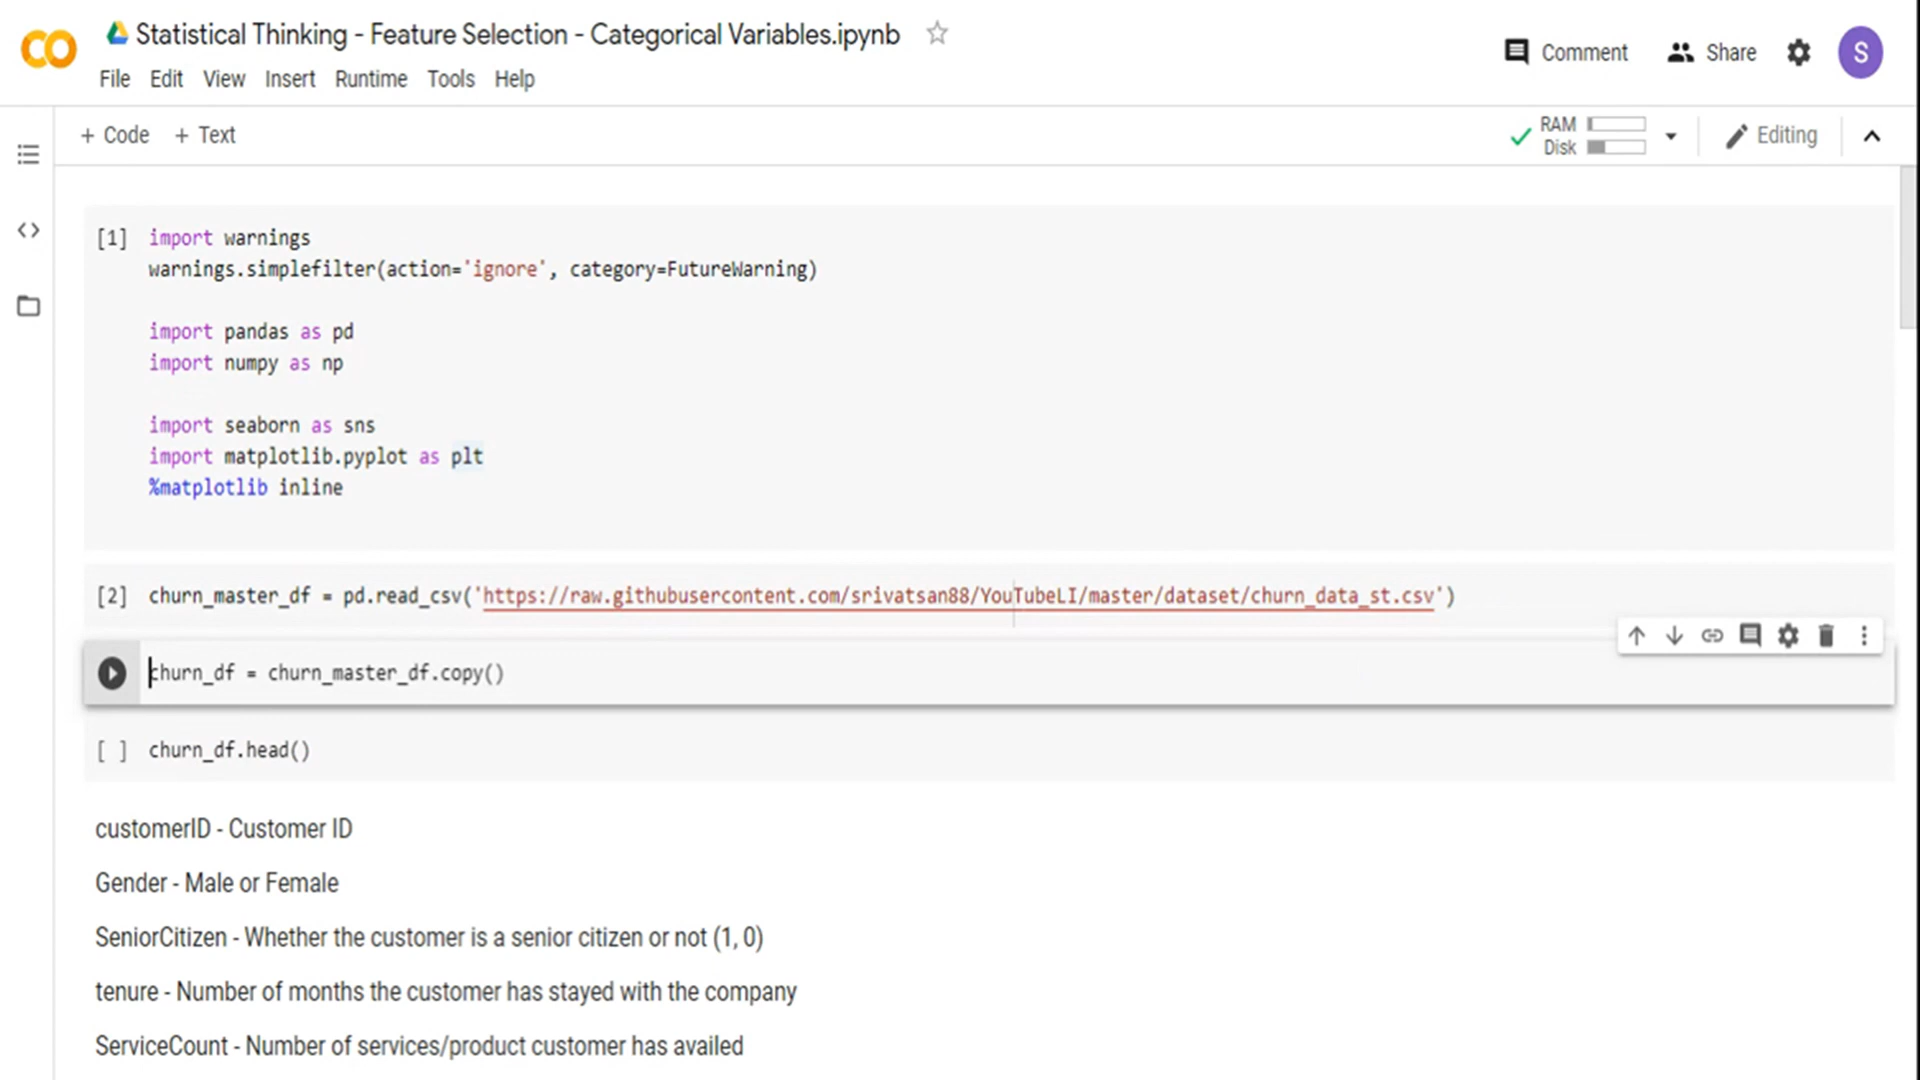 Statistical Thinking - Feature Selection - Categorical Variables.ipynb
Comment Share S
File Edit View Insert Runtime Tools Help
+ Code + Text
RAM
Disk
Editing
[1] import warnings
warnings.simplefilter(action='ignore', category=FutureWarning)
import pandas as pd
import numpy as np
import seaborn as sns
import matplotlib.pyplot as plt
%matplotlib inline
[2] churn_master_df = pd.read_csv('https://raw.githubusercontent.com/srivatsan88/YouTubeLI/master/dataset/churn_data_st.csv')
churn_df = churn_master_df.copy()
[ ] churn_df.head()
customerID - Customer ID
Gender - Male or Female
SeniorCitizen - Whether the customer is a senior citizen or not (1, 0)
tenure - Number of months the customer has stayed with the company
ServiceCount - Number of services/product customer has availed